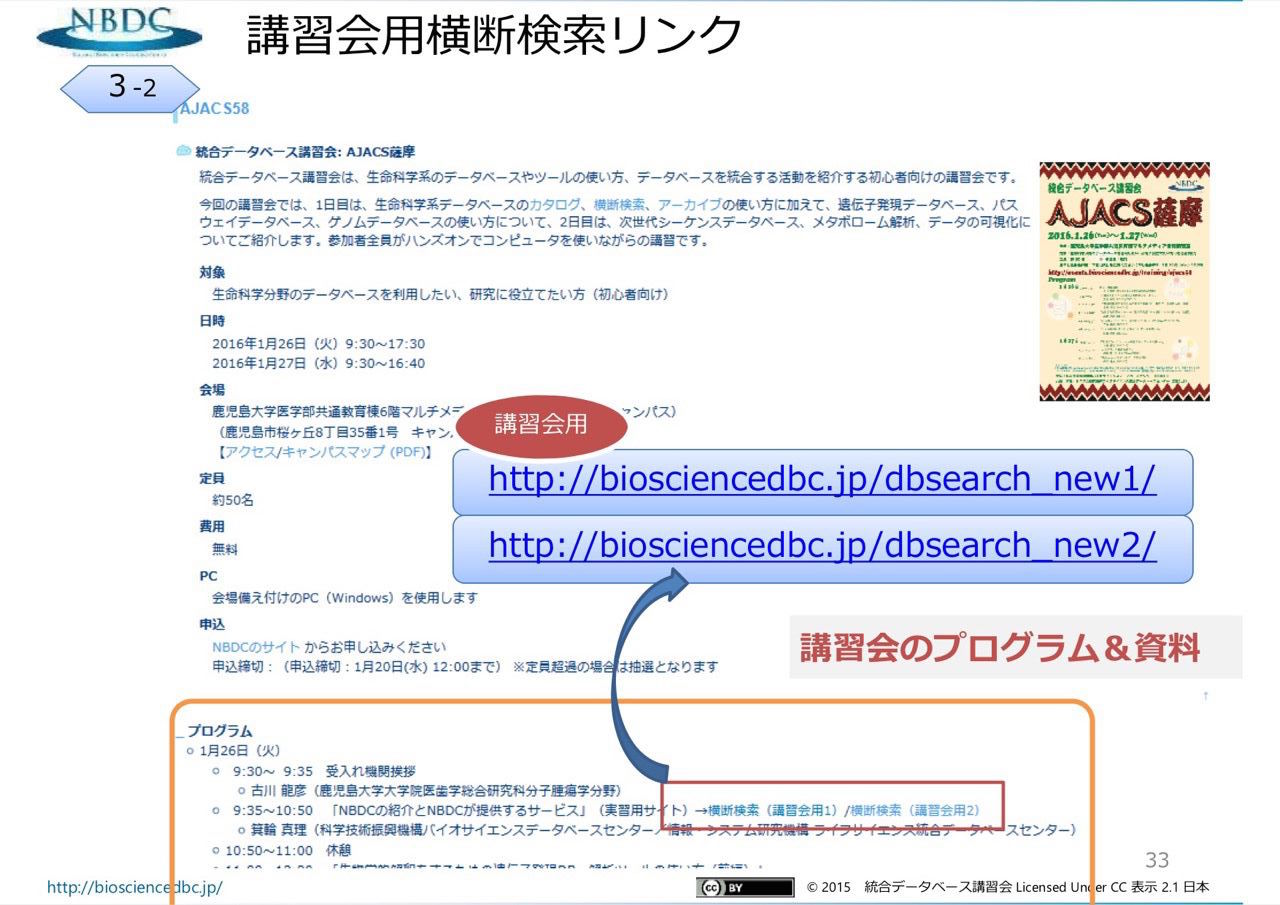 NBDC
講習会用横断検索リンク
3 -2
AJACS58
統合データベース講習会: AJACS薩摩
統合データベース講習会は、生命科学系のデータベースやツールの使い方、データベースを統合する活動を紹介する初心者向けの講習会です。
今回の講習会では、1日目は、生命科学系データベースのカタログ、横断検索、アーカイブの使い方に加えて、遺伝子発現データベース、パス
ウェイデータベース、ゲノムデータベースの使い方について、2日目は、次世代シーケンスデータベース、メタボローム解析、データの可視化に
ついてご紹介します。参加者全員がハンズオンでコンピュータを使いながらの講習です。
統合データベース講習会
NBDC
AJACS薩摩
2016.1.26(Tue)〜1.27(Wed)
http://events.biosciencedbc.jp/training/ajacs58
Program
対象
生命科学分野のデータベースを利用したい、研究に役立てたい方（初心者向け）
日時
2016年1月26日（火）9:30〜17:30
2016年1月27日（水）9:30〜16:40
会場
鹿児島大学医学部共通教育棟6階マルチメデ ャンパス）
（鹿児島市桜ヶ丘8丁目35番1号 キャン
【アクセス/キャンパスマップ (PDF)】
講習会用
http://biosciencedbc.jp/dbsearch_new1/
http://biosciencedbc.jp/dbsearch_new2/
定員
約50名
費用
無料
PC
会場備え付けのPC（Windows）を使用します
申込
NBDCのサイト からお申し込みください
申込締切：（申込締切：1月20日(水) 12:00まで） ※定員超過の場合は抽選となります
講習会のプログラム＆資料
↑
プログラム
1月26日（火）
9:30〜 9:35 受入れ機関挨拶
古川 龍彦（鹿児島大学大学院医歯学総合研究科分子腫瘍学分野）
9:35〜10:50 「NBDCの紹介とNBDCが提供するサービス」（実習用サイト）→横断検索（講習会用1）/横断検索（講習会用2）
箕輪 真理（科学技術振興機構バイオサイエンスデータベースセンター／情報・システム研究機構 ライフサイエンス統合データベースセンター）
10:50〜11:00 休憩
33
http://biosciencedbc.jp/
CC BY
© 2015 統合データベース講習会 Licensed Under CC 表示 2.1 日本